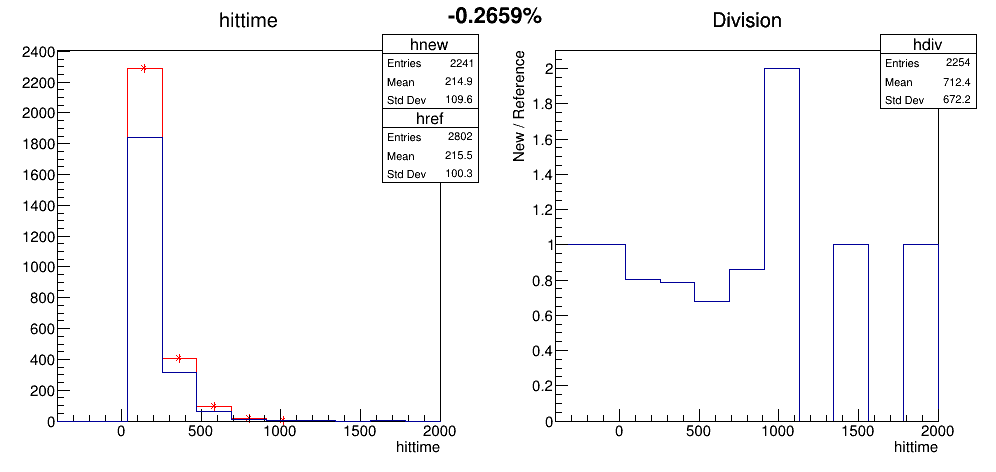 -0.2659%
hittime
hnew
Entries 2241
Mean 214.9
Std Dev 109.6
href
Entries 2802
Mean 215.5
Std Dev 100.3
2400
2200
2000
1800
1600
1400
1200
1000
800
600
400
200
0
0 500 1000 1500 2000
hittime
Division
hdiv
Entries 2254
Mean 712.4
Std Dev 672.2
New / Reference
2
1.8
1.6
1.4
1.2
1
0.8
0.6
0.4
0.2
0
0 500 1000 1500 2000
hittime